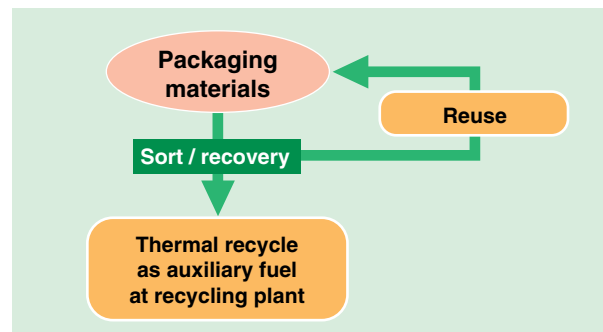 Packaging
materials
Reuse
Sort / recovery
Thermal recycle
as auxiliary fuel
at recycling plant